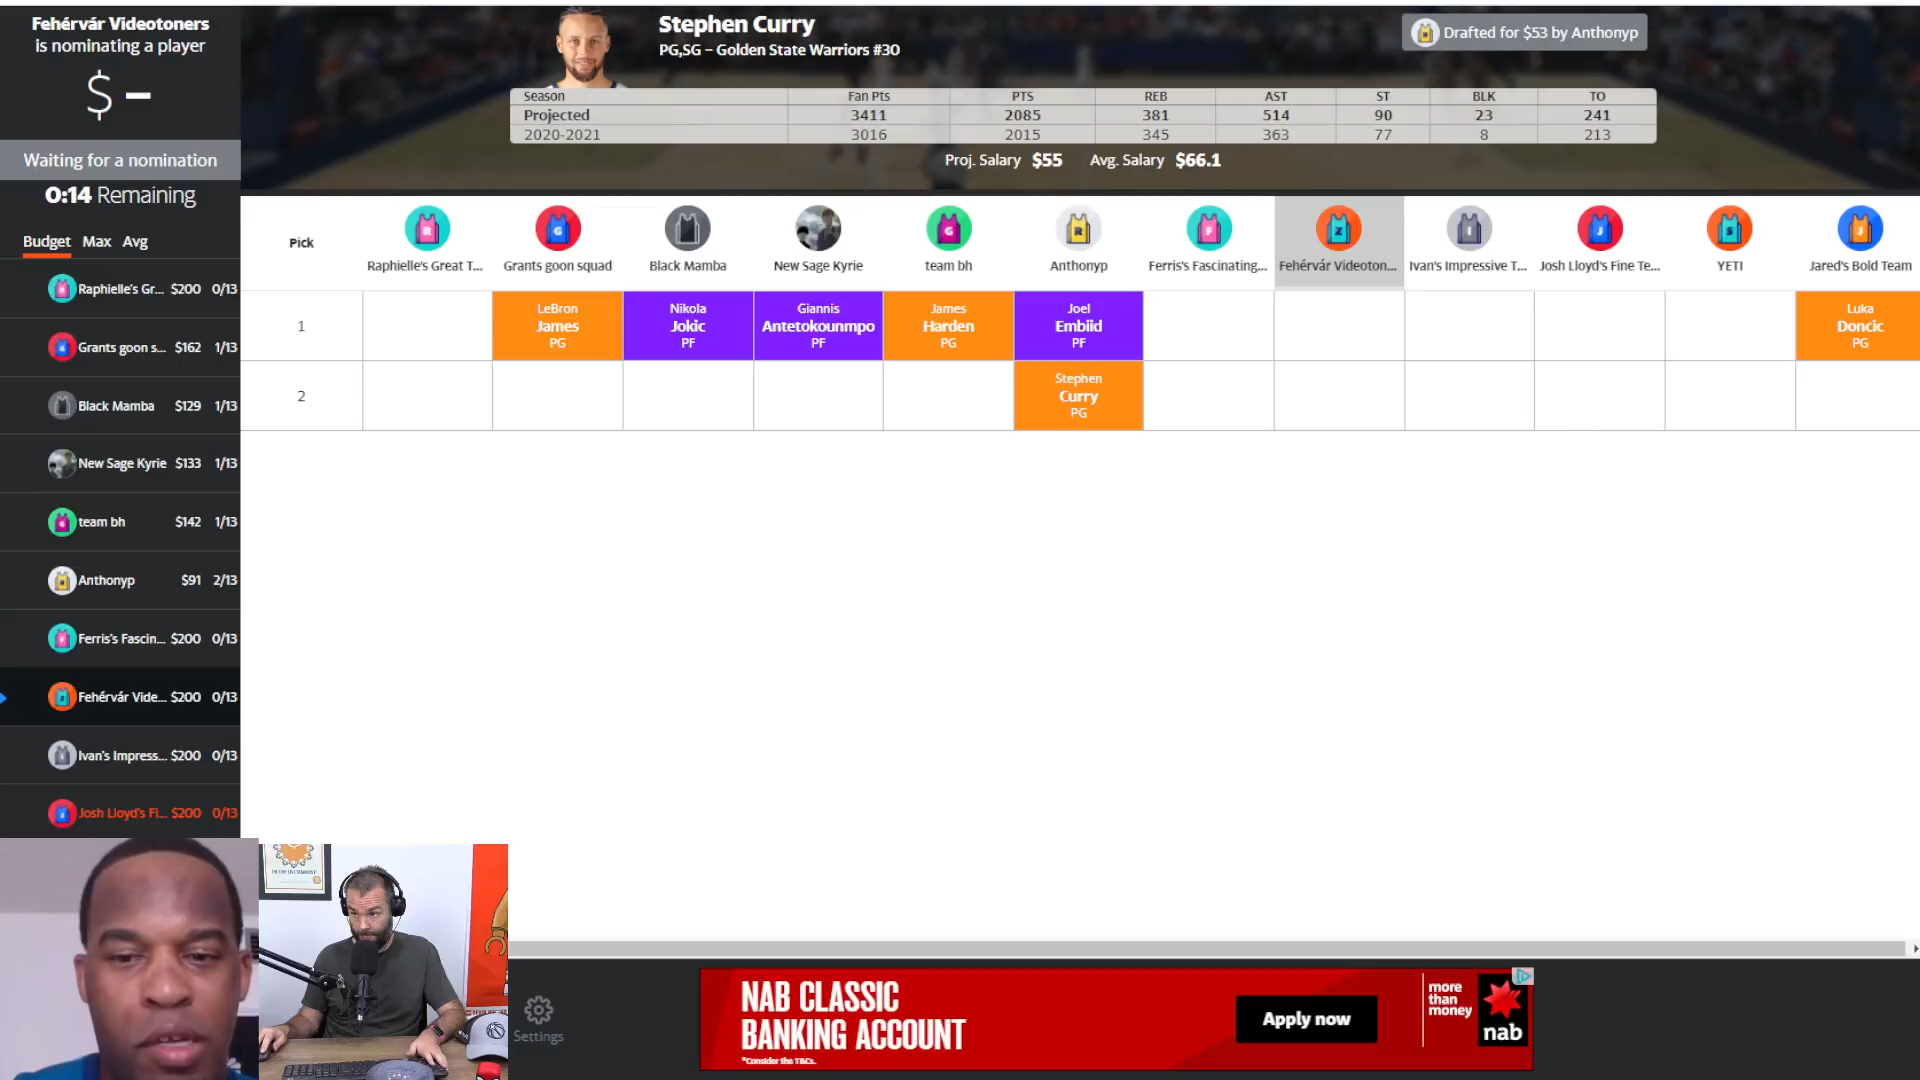 Fehérvár Videotoners
is nominating a player
$ –
Waiting for a nomination
0:14 Remaining
Budget Max Avg
Raphielle's Gr... $200 0/13
Grants goon s... $162 1/13
Black Mamba $129 1/13
New Sage Kyrie $133 1/13
team bh $142 1/13
Anthonyp $91 2/13
Ferris's Fascin... $200 0/13
Fehérvár Vide... $200 0/13
Ivan's Impress... $200 0/13
Josh Lloyd's Fi... $200 0/13
Stephen Curry
PG,SG – Golden State Warriors #30
Drafted for $53 by Anthonyp
Season Fan Pts PTS REB AST ST BLK TO
Projected 3411 2085 381 514 90 23 241
2020-2021 3016 2015 345 363 77 8 213
Proj. Salary $55 Avg. Salary $66.1
R G G R F Z I J S J
Pick Raphielle's Great T... Grants goon squad Black Mamba New Sage Kyrie team bh Anthonyp Ferris's Fascinating... Fehérvár Videoton... Ivan's Impressive T... Josh Lloyd's Fine Te... YETI Jared's Bold Team
1
LeBron
James
PG
Nikola
Jokic
PF
Giannis
Antetokounmpo
PF
James
Harden
PG
Joel
Embiid
PF
Luka
Doncic
PG
2
Stephen
Curry
PG
Settings
NAB CLASSIC
BANKING ACCOUNT
*Consider the T&Cs.
Apply now
more
than
money
nab